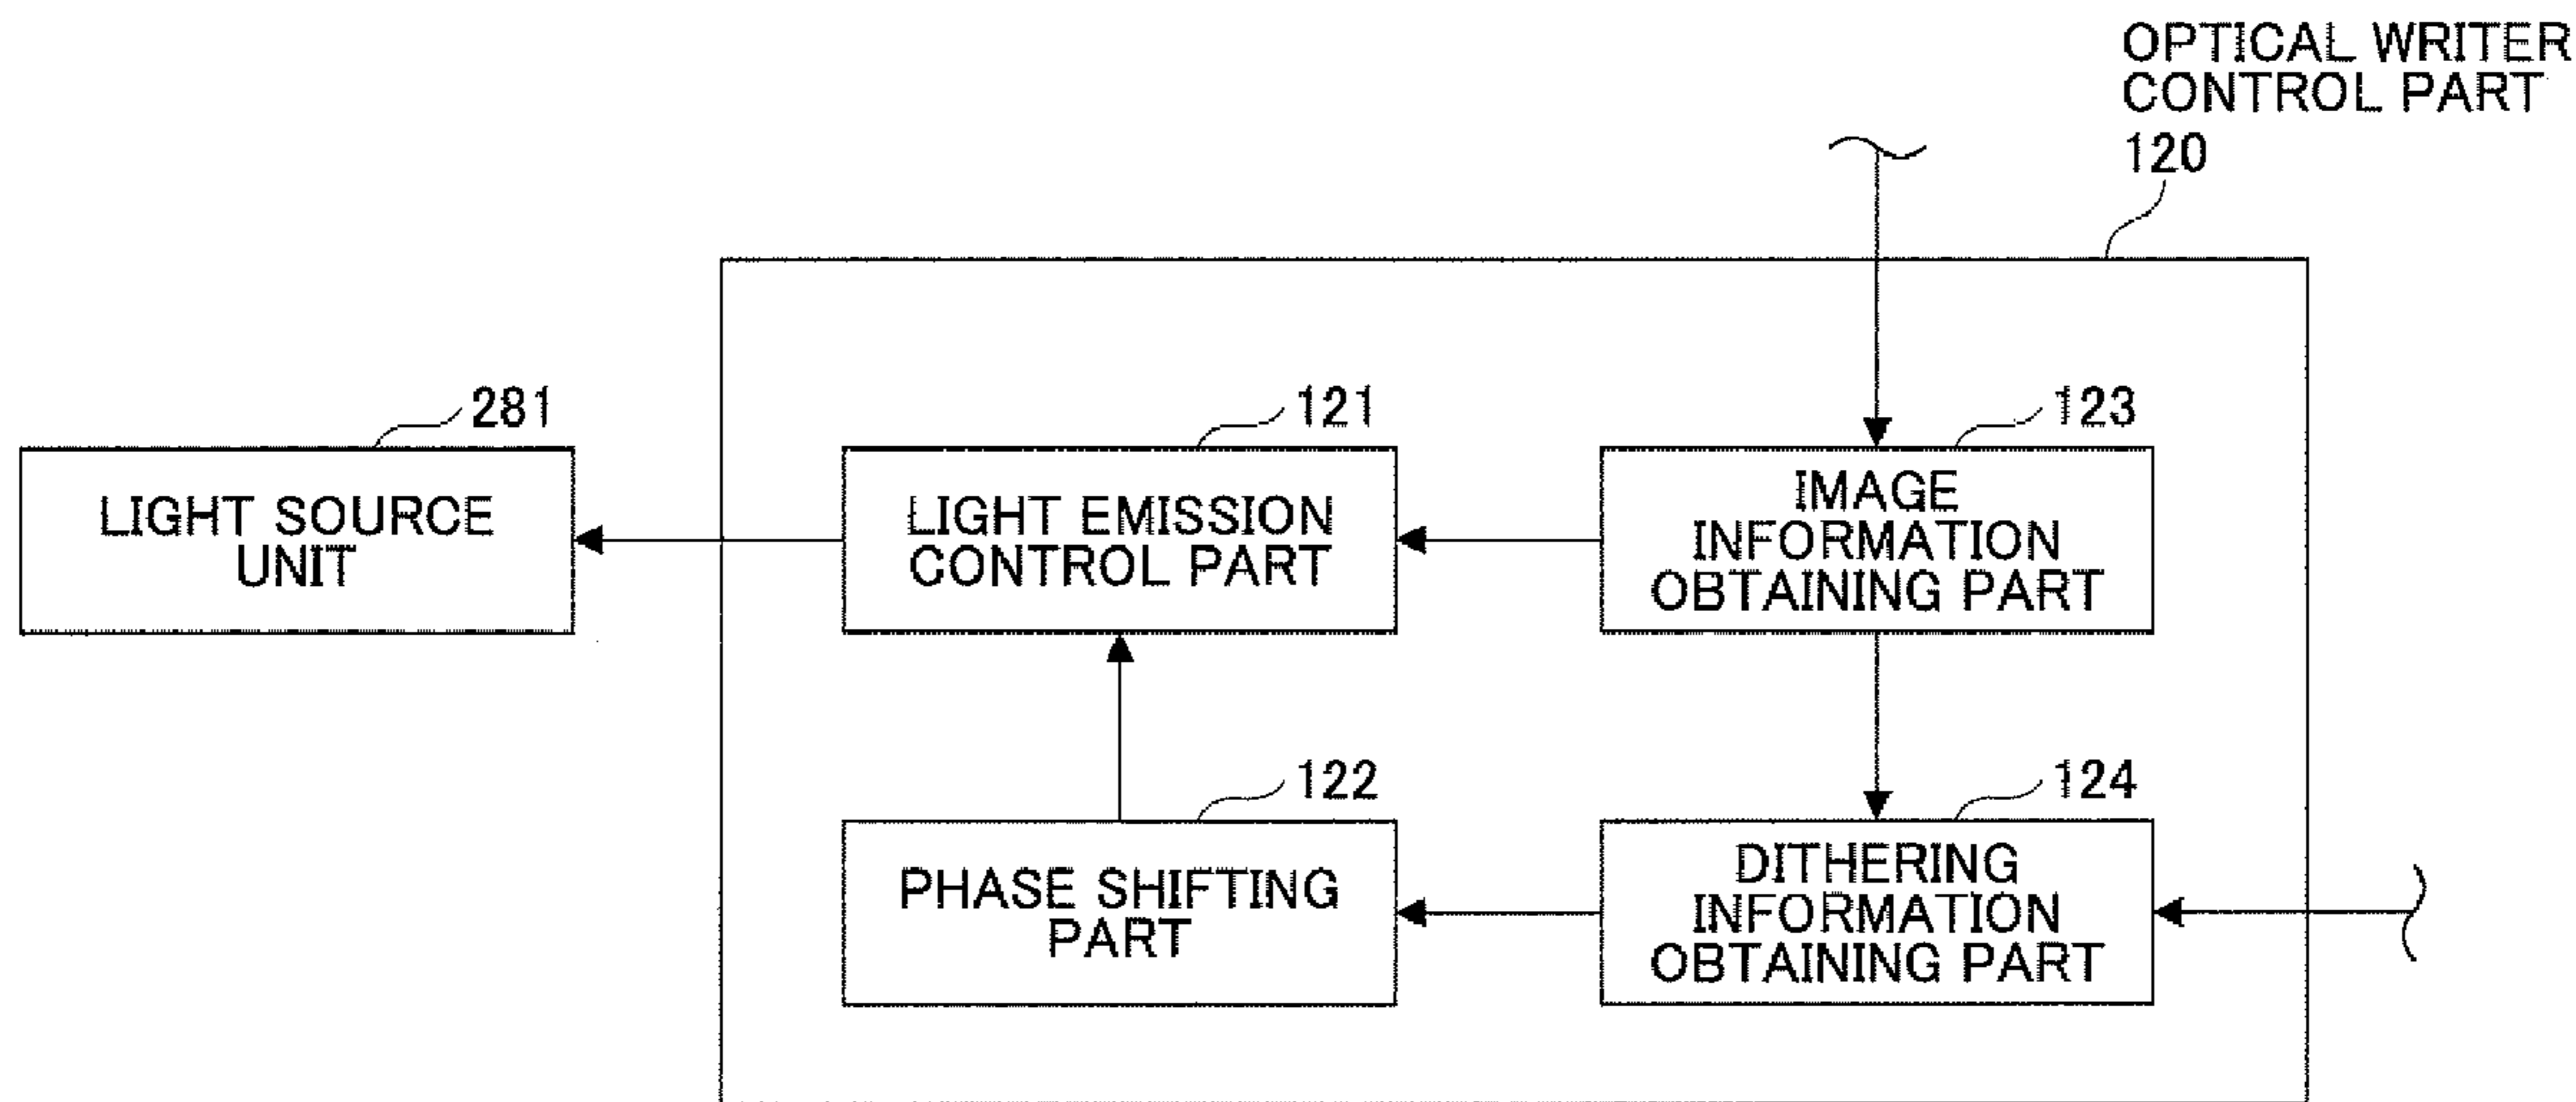 OPTICAL WRITER
CONTROL PART
120
281
121
123
LIGHT SOURCE
UNIT
LIGHT EMISSION
CONTROL PART
IMAGE
INFORMATION
OBTAINING PART
122
124
PHASE SHIFTING
PART
DITHERING
INFORMATION
OBTAINING PART